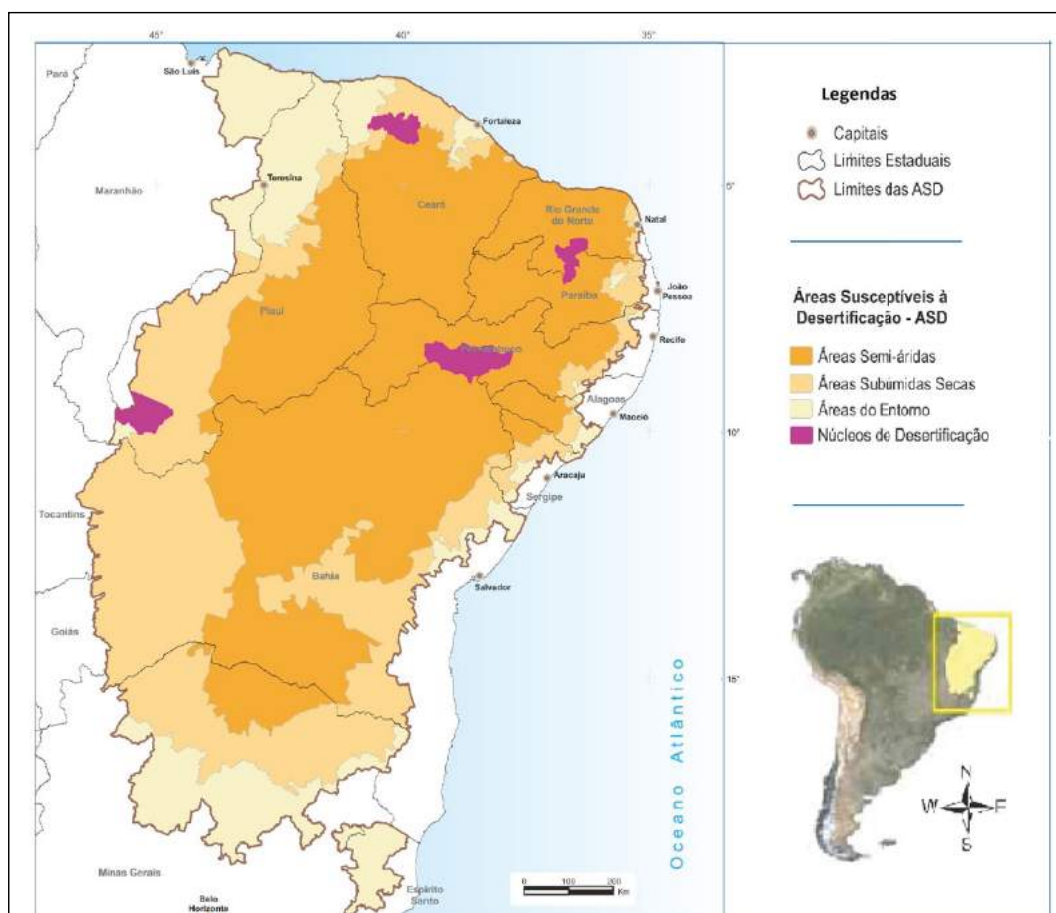 45°
40°
35°
Pará
São Luís
Fortaleza
Teresina
Maranhão
5°
Ceará
Rio Grande
do Norte
Natal
João
Pessoa
Paraíba
Piauí
Recife
Pernambuco
Alagoas
Maceió
10°
Aracaju
Sergipe
Tocantins
Bahia
Salvador
Goiás
15°
Oceano Atlântico
Minas Gerais
Belo
Horizonte
Espírito
Santo
0 100 200
Km
Legendas
Capitais
Limites Estaduais
Limites das ASD
Áreas Susceptíveis à
Desertificação - ASD
Áreas Semi-áridas
Áreas Subúmidas Secas
Áreas do Entorno
Núcleos de Desertificação
N
W E
S